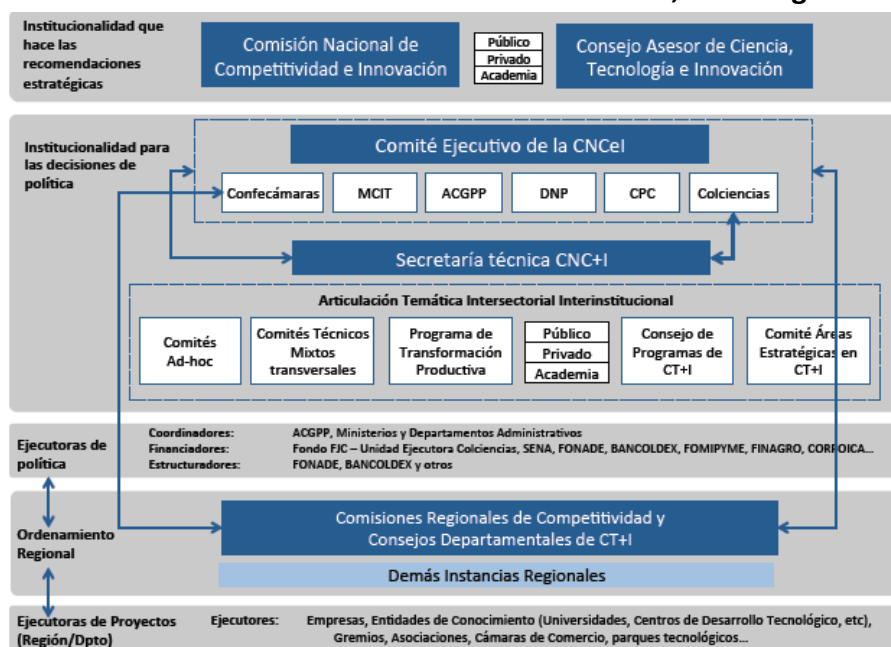 Institucionalidad que
hace las
recomendaciones
estratégicas
Comisión Nacional de
Competitividad e Innovación
Público
Privado
Academia
Consejo Asesor de Ciencia,
Tecnología e Innovación
Institucionalidad para
las decisiones de
política
Comité Ejecutivo de la CNCeI
Confecámaras
MCIT
ACGPP
DNP
CPC
Colciencias
Secretaría técnica CNC+I
Articulación Temática Intersectorial Interinstitucional
Comités
Ad-hoc
Comités Técnicos
Mixtos
transversales
Programa de
Transformación
Productiva
Público
Privado
Academia
Consejo de
Programas de
CT+I
Comité Áreas
Estratégicas en
CT+I
Ejecutoras de
política
Coordinadores: ACGPP, Ministerios y Departamentos Administrativos
Financiadores: Fondo FJC – Unidad Ejecutora Colciencias, SENA, FONADE, BANCOLDEX, FOMIPYME, FINAGRO, CORPOICA...
Estructuradores: FONADE, BANCOLDEX y otros
Ordenamiento
Regional
Comisiones Regionales de Competitividad y
Consejos Departamentales de CT+I
Demás Instancias Regionales
Ejecutoras de Proyectos
(Región/Dpto)
Ejecutores: Empresas, Entidades de Conocimiento (Universidades, Centros de Desarrollo Tecnológico, etc),
Gremios, Asociaciones, Cámaras de Comercio, parques tecnológicos...